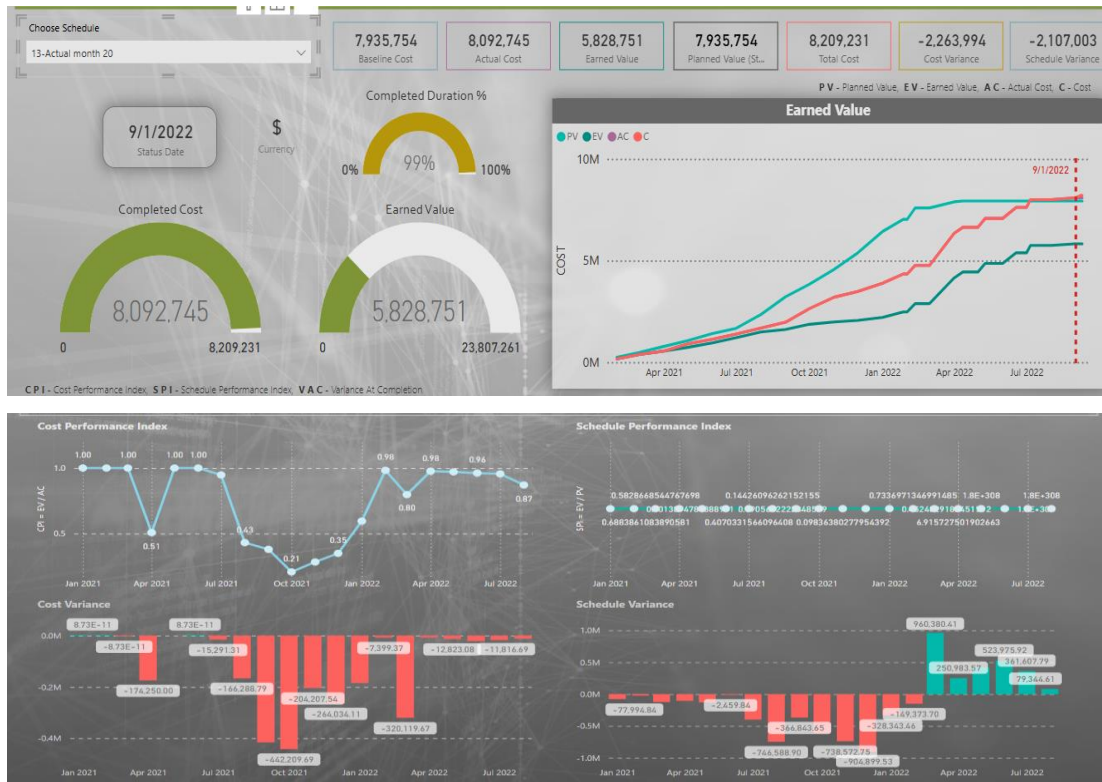 Choose Schedule
13-Actual month 20
7,935,754
Baseline Cost
8,092,745
Actual Cost
5,828,751
Earned Value
7,935,754
Planned Value (St...
8,209,231
Total Cost
-2,263,994
Cost Variance
-2,107,003
Schedule Variance
PV - Planned Value, EV - Earned Value, AC - Actual Cost, C - Cost
9/1/2022
Status Date
$
Currency
Completed Duration %
99%
0%
100%
Completed Cost
8,092,745
0
8,209,231
Earned Value
5,828,751
0
23,807,261
CPI - Cost Performance Index, SPI - Schedule Performance Index, VAC - Variance At Completion
Earned Value
PV EV AC C
10M
9/1/2022
COST
5M
0M
Apr 2021 Jul 2021 Oct 2021 Jan 2022 Apr 2022 Jul 2022
Cost Performance Index
1.00 1.00 1.00 1.00 0.98 0.98 0.96
1.0
0.87
0.80
CPI = EV / AC
0.5
0.51
0.43
0.35
0.21
Jan 2021 Apr 2021 Jul 2021 Oct 2021 Jan 2022 Apr 2022 Jul 2022
Schedule Performance Index
SPI = EV / PV
0.5828668544767698 0.14426096262152155 0.7336971346991485 1.8E+308 1.8E+308
0.6883861083890581 0.4070331566096408 0.09836380277954392 6.915727501902663
Jan 2021 Apr 2021 Jul 2021 Oct 2021 Jan 2022 Apr 2022 Jul 2022
Cost Variance
8.73E-11 8.73E-11
0.0M
-8.73E-11 -15,291.31 -7,399.37 -12,823.08 -11,816.69
-174,250.00 -166,288.79
-0.2M
-204,207.54
-264,034.11
-320,119.67
-0.4M
-442,209.69
Jan 2021 Apr 2021 Jul 2021 Oct 2021 Jan 2022 Apr 2022 Jul 2022
Schedule Variance
1.0M
960,380.41
0.5M
523,975.92
250,983.57 361,607.79
79,344.61
0.0M
-77,994.84 -2,459.84
-149,373.70
-0.5M
-366,843.65 -328,343.46
-746,588.90 -738,572.75
-904,899.53
-1.0M
Jan 2021 Apr 2021 Jul 2021 Oct 2021 Jan 2022 Apr 2022 Jul 2022